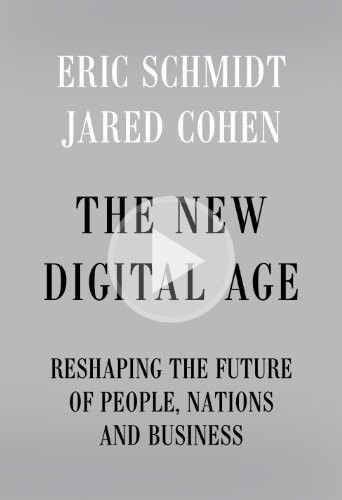 ERIC SCHMIDT
JARED COHEN
THE NEW
DIGITAL AGE
RESHAPING THE FUTURE
OF PEOPLE, NATIONS
AND BUSINESS